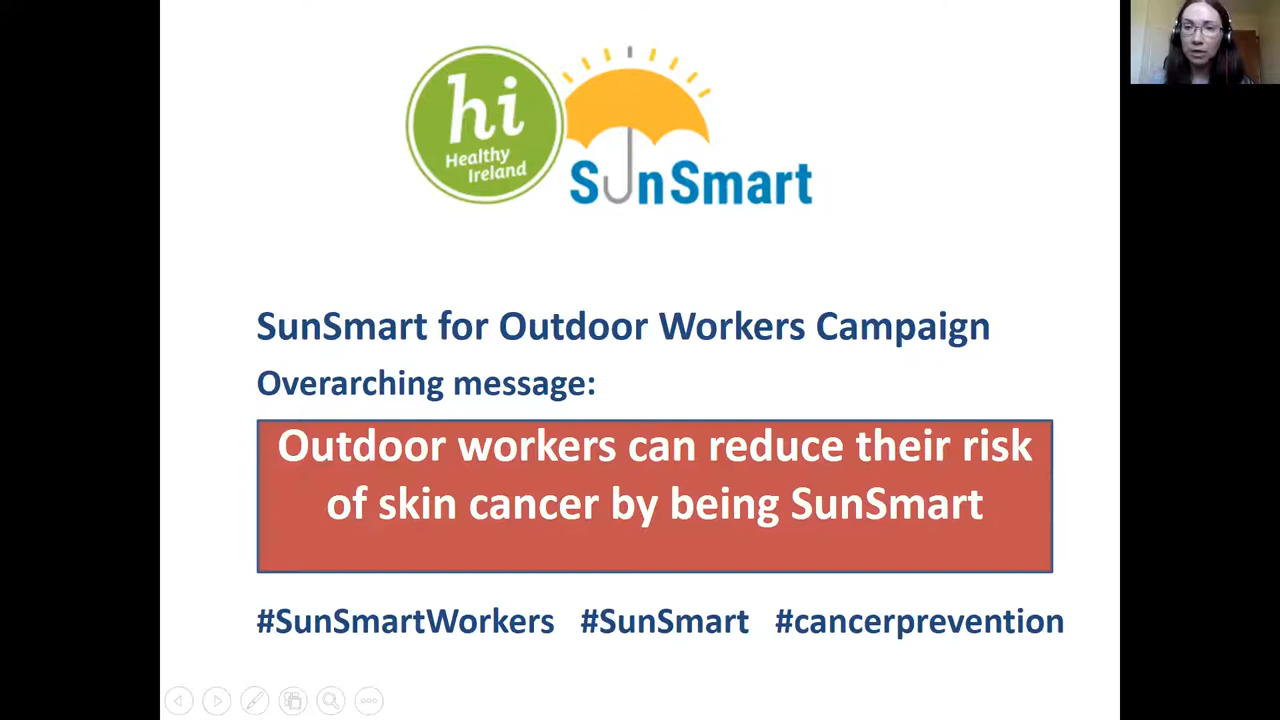 hi
Healthy
Ireland
SunSmart
SunSmart for Outdoor Workers Campaign
Overarching message:
Outdoor workers can reduce their risk
of skin cancer by being SunSmart
#SunSmartWorkers #SunSmart #cancerprevention